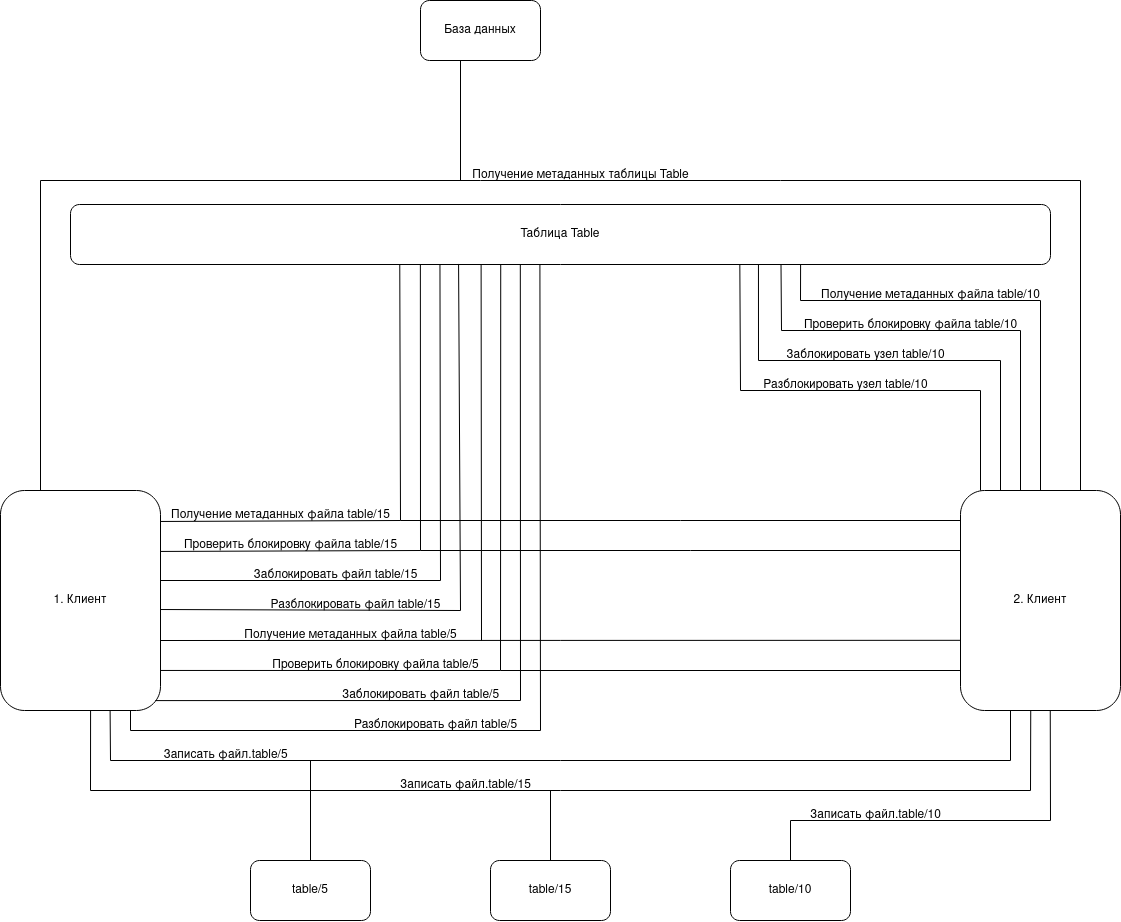 База данных
Получение метаданных таблицы Table
Таблица Table
Получение метаданных файла table/10
Проверить блокировку файла table/10
Заблокировать узел table/10
Разблокировать узел table/10
Получение метаданных файла table/15
Проверить блокировку файла table/15
Заблокировать файл table/15
1. Клиент
2. Клиент
Разблокировать файл table/15
Получение метаданных файла table/5
Проверить блокировку файла table/5
Заблокировать файл table/5
Разблокировать файл table/5
Записать файл.table/5
Записать файл.table/15
Записать файл.table/10
table/5
table/15
table/10